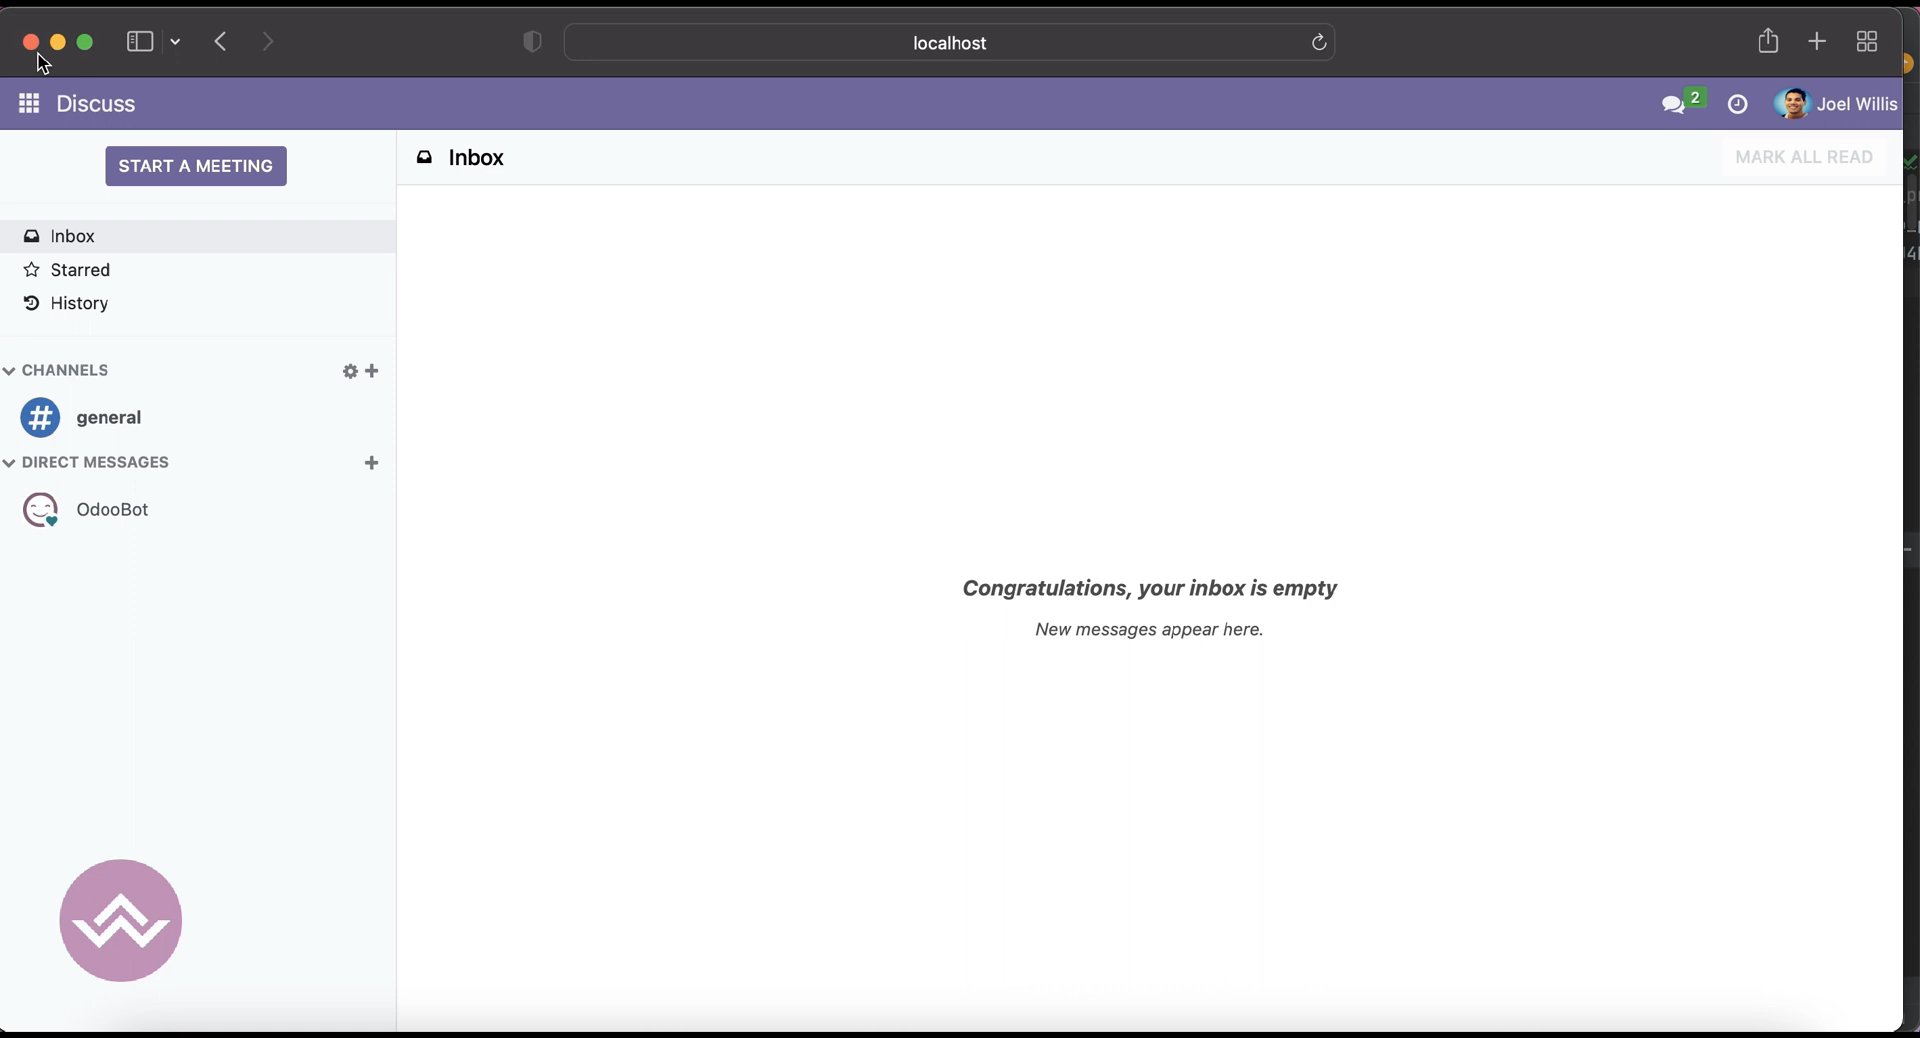 localhost
Discuss
2
Joel Willis
START A MEETING
Inbox
Starred
History
CHANNELS
# general
DIRECT MESSAGES
OdooBot
Inbox
MARK ALL READ
Congratulations, your inbox is empty
New messages appear here.